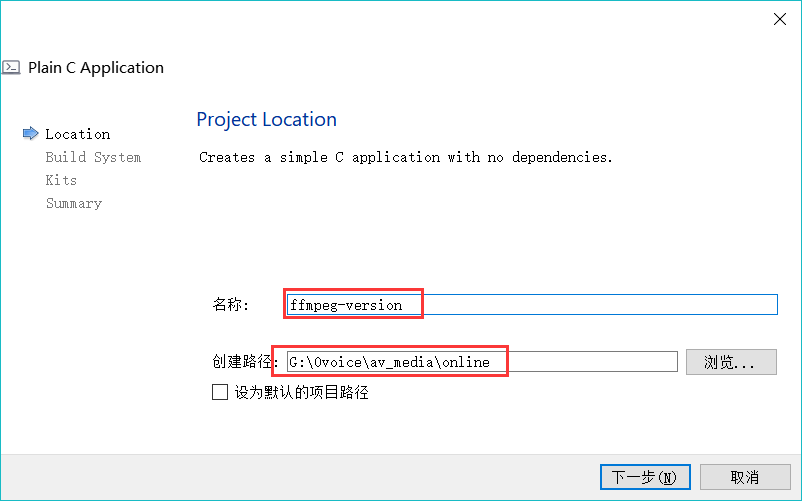 Plain C Application
Location
Build System
Kits
Summary
Project Location
Creates a simple C application with no dependencies.
名称: ffmpeg-version
创建路径: G:\0voice\av_media\online 浏览...
设为默认的项目路径
下一步(N) 取消